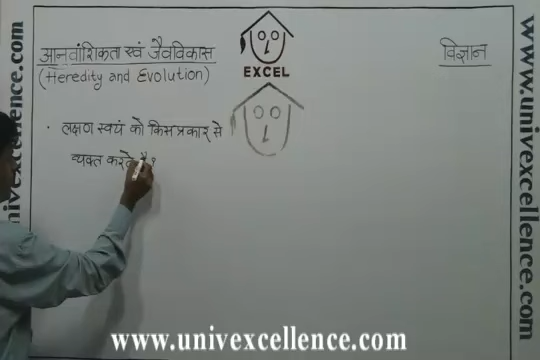 आनुवांशिकता एवं जैवविकास
(Heredity and Evolution)
EXCEL
विज्ञान
• लक्षण स्वयं को किस प्रकार से
व्यक्त करते हैं?
www.univexcellence.com
www.univexcellence.com
www.univexcellence.com